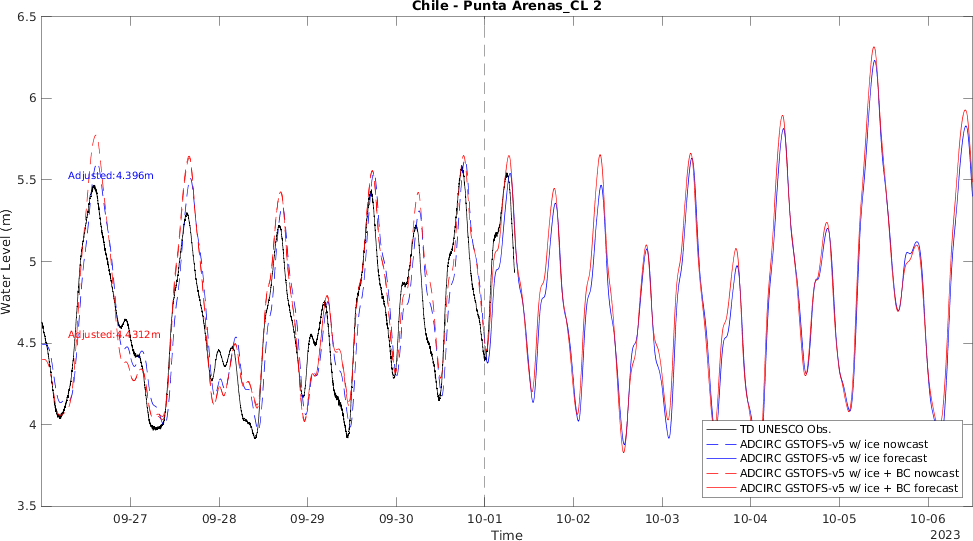 Chile - Punta Arenas_CL 2
6.5
6
5.5
5
4.5
4
3.5
Water Level (m)
Adjusted:4.396m
Adjusted:4.4312m
TD UNESCO Obs.
ADCIRC GSTOFS-v5 w/ ice nowcast
ADCIRC GSTOFS-v5 w/ ice forecast
ADCIRC GSTOFS-v5 w/ ice + BC nowcast
ADCIRC GSTOFS-v5 w/ ice + BC forecast
09-27 09-28 09-29 09-30 10-01 10-02 10-03 10-04 10-05 10-06
2023
Time